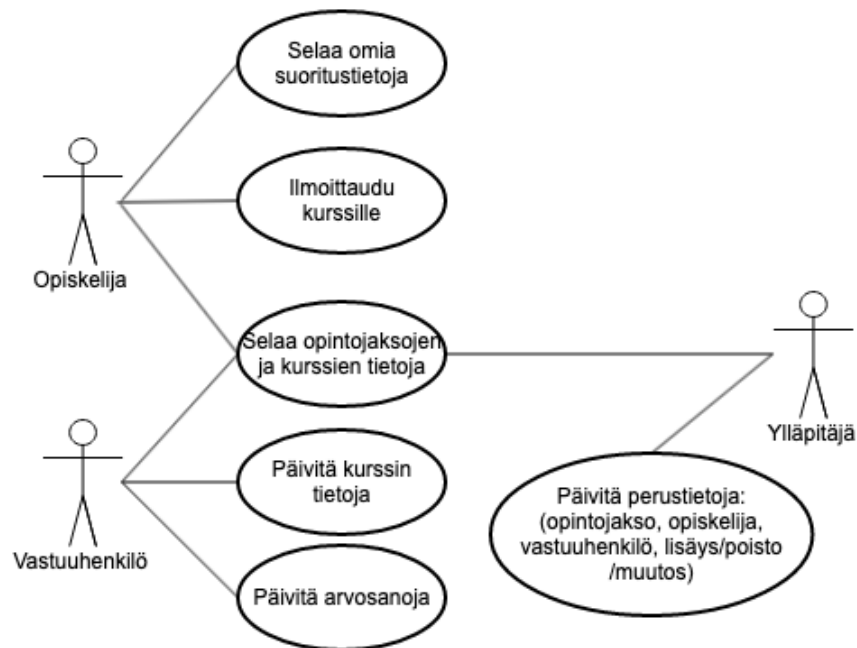 Selaa omia
suoritustietoja
Ilmoittaudu
kurssille
Opiskelija
Selaa opintojaksojen
ja kurssien tietoja
Ylläpitäjä
Päivitä kurssin
tietoja
Vastuuhenkilö
Päivitä perustietoja:
(opintojakso, opiskelija,
vastuuhenkilö, lisäys/poisto
/muutos)
Päivitä arvosanoja